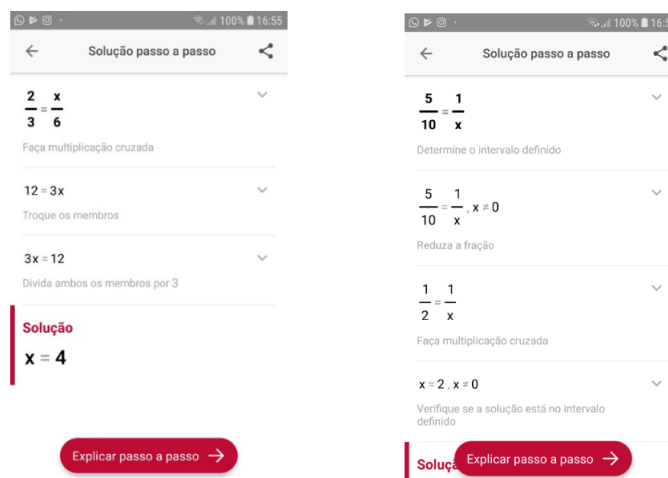 100% 16:55
Solução passo a passo
2/3 = x/6
Faça multiplicação cruzada
12 = 3x
Troque os membros
3x = 12
Divida ambos os membros por 3
Solução
x = 4
Explicar passo a passo →
100% 16:5
Solução passo a passo
5/10 = 1/x
Determine o intervalo definido
5/10 = 1/x , x ≠ 0
Reduza a fração
1/2 = 1/x
Faça multiplicação cruzada
x = 2 , x ≠ 0
Verifique se a solução está no intervalo
definido
Soluçã
Explicar passo a passo →